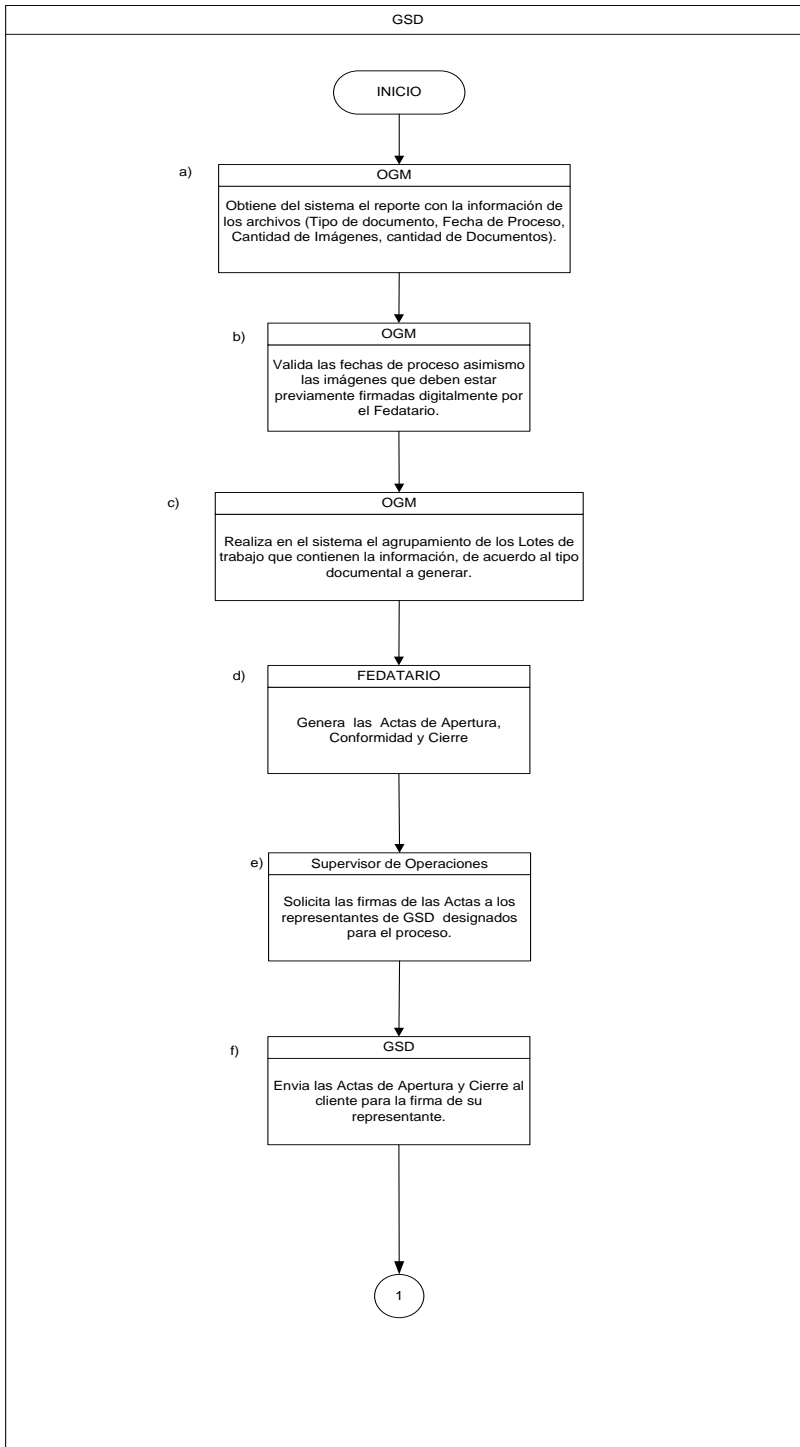 GSD
INICIO
a)
OGM
Obtiene del sistema el reporte con la información de
los archivos (Tipo de documento, Fecha de Proceso,
Cantidad de Imágenes, cantidad de Documentos).
b)
OGM
Valida las fechas de proceso asimismo
las imágenes que deben estar
previamente firmadas digitalmente por
el Fedatario.
c)
OGM
Realiza en el sistema el agrupamiento de los Lotes de
trabajo que contienen la información, de acuerdo al tipo
documental a generar.
d)
FEDATARIO
Genera las Actas de Apertura,
Conformidad y Cierre
e)
Supervisor de Operaciones
Solicita las firmas de las Actas a los
representantes de GSD designados
para el proceso.
f)
GSD
Envia las Actas de Apertura y Cierre al
cliente para la firma de su
representante.
1